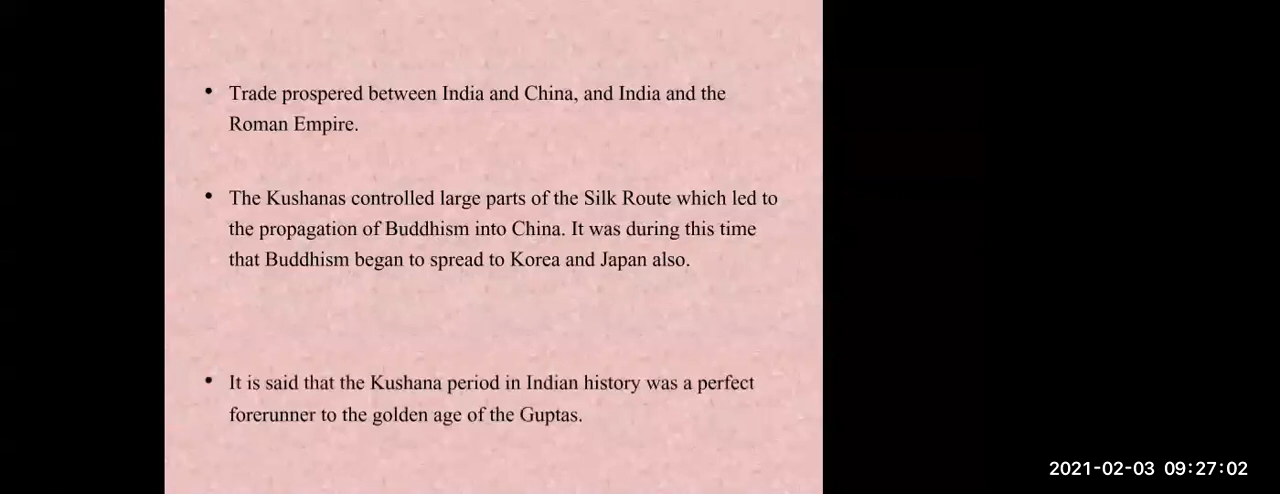 • Trade prospered between India and China, and India and the
Roman Empire.
• The Kushanas controlled large parts of the Silk Route which led to
the propagation of Buddhism into China. It was during this time
that Buddhism began to spread to Korea and Japan also.
• It is said that the Kushana period in Indian history was a perfect
forerunner to the golden age of the Guptas.
2021-02-03 09:27:02